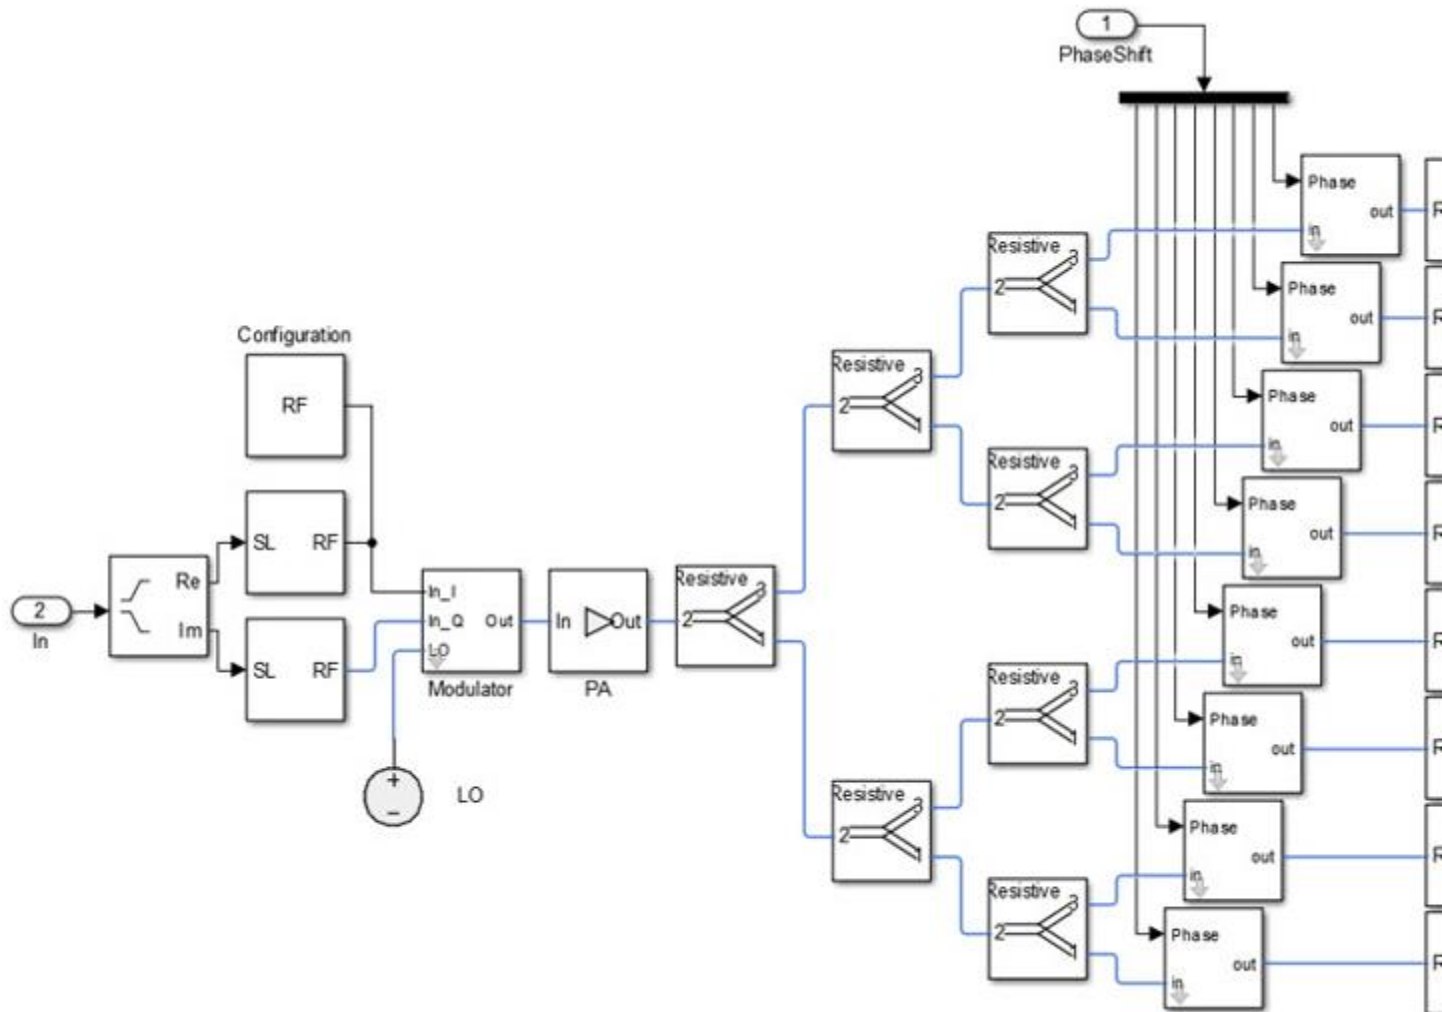 1
PhaseShift
Phase
out
in
R
Resistive
2
3
1
Phase
out
in
R
Configuration
RF
Resistive
2
3
1
Phase
out
in
R
Resistive
2
3
1
Phase
out
in
R
SL
RF
2
In
Re
Im
SL
RF
In_I
In_Q
LO
Out
Modulator
In
Out
PA
Resistive
2
3
1
Phase
out
in
R
Resistive
2
3
1
Phase
out
in
R
LO
Resistive
2
3
1
Phase
out
in
R
Resistive
2
3
1
Phase
out
in
R